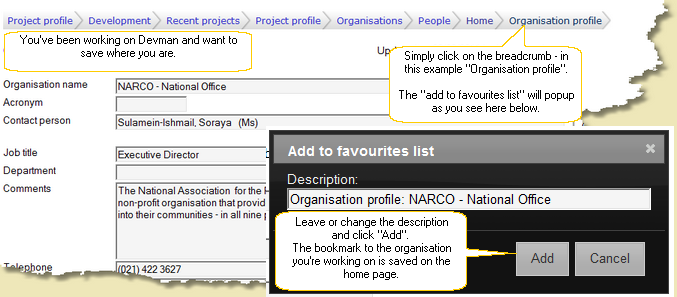 Project profile Development Recent projects Project profile Organisations People Home Organisation profile
You've been working on Devman and want to
save where you are.
Simply click on the breadcrumb - in
this example "Organisation profile".
The "add to favourites list" will popup
as you see here below.
Organisation name NARCO - National Office
Acronym
Contact person Sulamein-Ishmail, Soraya (Ms)
Job title Executive Director
Department
Comments The National Association for the
non-profit organisation that provid
into their communities - in all nine
Telephone (021) 422 3627
Add to favourites list
Description:
Organisation profile: NARCO - National Office
Leave or change the description
and click "Add".
The bookmark to the organisation
you're working on is saved on the
home page.
Add Cancel